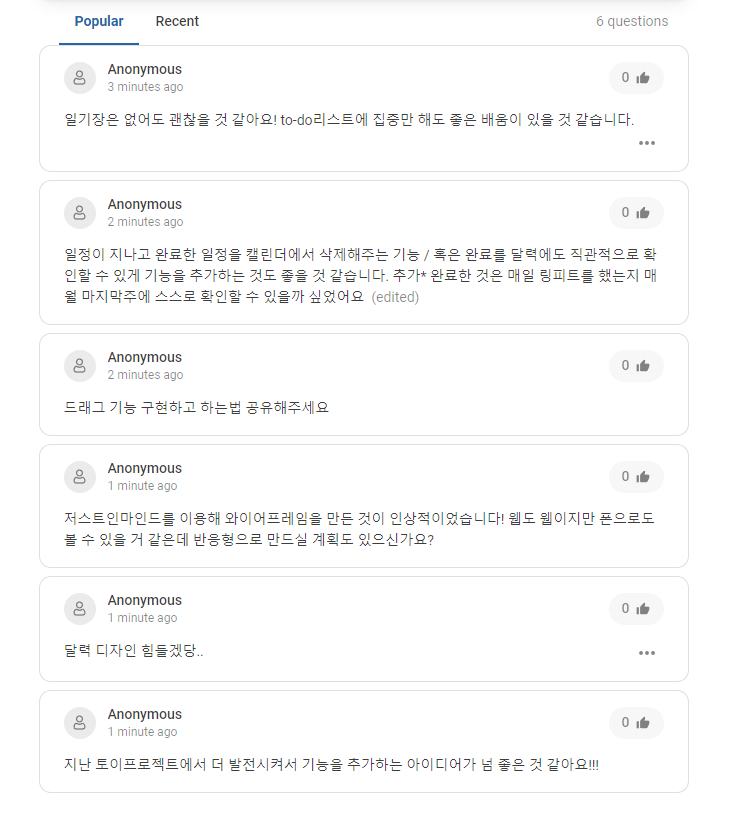 Popular Recent 6 questions
Anonymous 0
3 minutes ago
일기장은 없어도 괜찮을 것 같아요! to-do리스트에 집중만 해도 좋은 배움이 있을 것 같습니다.
Anonymous 0
2 minutes ago
일정이 지나고 완료한 일정을 캘린더에서 삭제해주는 기능 / 혹은 완료를 달력에도 직관적으로 확
인할 수 있게 기능을 추가하는 것도 좋을 것 같습니다. 추가* 완료한 것은 매일 링피트를 했는지 매
월 마지막주에 스스로 확인할 수 있을까 싶었어요 (edited)
Anonymous 0
2 minutes ago
드래그 기능 구현하고 하는법 공유해주세요
Anonymous 0
1 minute ago
저스트인마인드를 이용해 와이어프레임을 만든 것이 인상적이었습니다! 웹도 웹이지만 폰으로도
볼 수 있을 거 같은데 반응형으로 만드실 계획도 있으신가요?
Anonymous 0
1 minute ago
달력 디자인 힘들겠당..
Anonymous 0
1 minute ago
지난 토이프로젝트에서 더 발전시켜서 기능을 추가하는 아이디어가 넘 좋은 것 같아요!!!